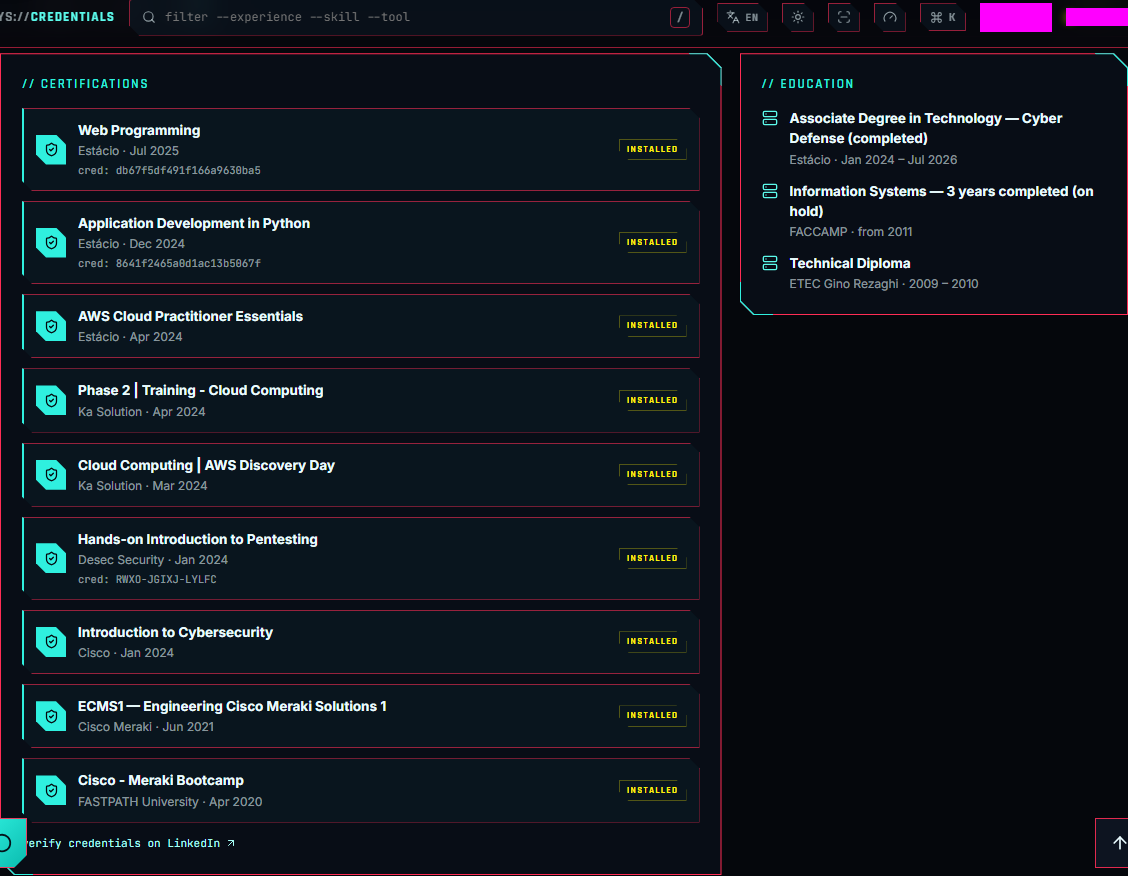 YS://CREDENTIALS
filter --experience --skill --tool
/
EN
⌘ K
// CERTIFICATIONS
Web Programming
Estácio · Jul 2025
cred: db67f5df491f166a9630ba5
INSTALLED
Application Development in Python
Estácio · Dec 2024
cred: 8641f2465a0d1ac13b5067f
INSTALLED
AWS Cloud Practitioner Essentials
Estácio · Apr 2024
INSTALLED
Phase 2 | Training - Cloud Computing
Ka Solution · Apr 2024
INSTALLED
Cloud Computing | AWS Discovery Day
Ka Solution · Mar 2024
INSTALLED
Hands-on Introduction to Pentesting
Desec Security · Jan 2024
cred: RWXO-JGIXJ-LYLFC
INSTALLED
Introduction to Cybersecurity
Cisco · Jan 2024
INSTALLED
ECMS1 — Engineering Cisco Meraki Solutions 1
Cisco Meraki · Jun 2021
INSTALLED
Cisco - Meraki Bootcamp
FASTPATH University · Apr 2020
INSTALLED
erify credentials on LinkedIn ↗
// EDUCATION
Associate Degree in Technology — Cyber
Defense (completed)
Estácio · Jan 2024 – Jul 2026
Information Systems — 3 years completed (on
hold)
FACCAMP · from 2011
Technical Diploma
ETEC Gino Rezaghi · 2009 – 2010